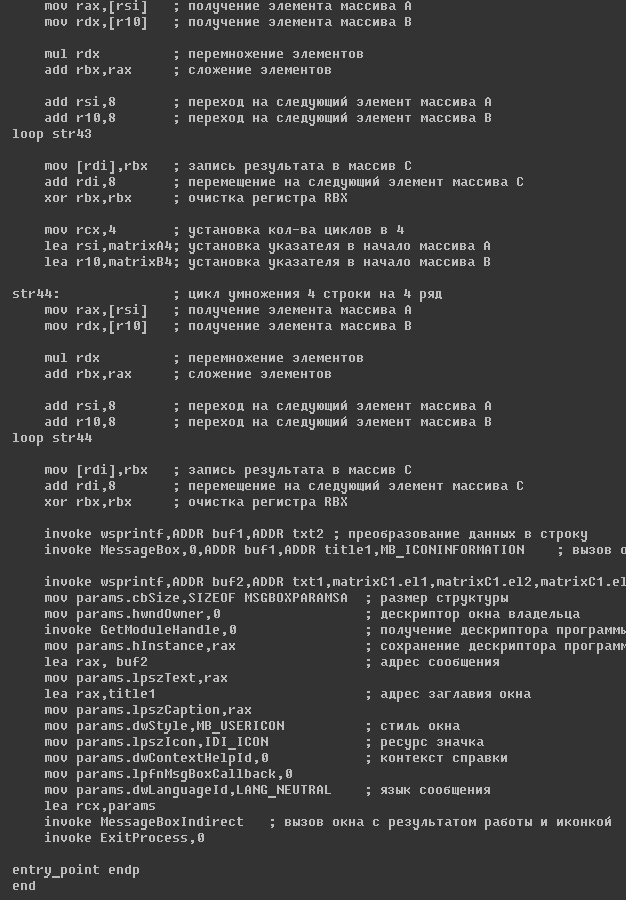 mov rax,[rsi]   ; получение элемента массива A
mov rdx,[r10]   ; получение элемента массива B
mul rdx         ; перемножение элементов
add rbx,rax     ; сложение элементов
add rsi,8       ; переход на следующий элемент массива A
add r10,8       ; переход на следующий элемент массива B
loop str43
mov [rdi],rbx   ; запись результата в массив C
add rdi,8       ; перемещение на следующий элемент массива C
xor rbx,rbx     ; очистка регистра RBX
mov rcx,4       ; установка кол-ва циклов в 4
lea rsi,matrixA4; установка указателя в начало массива A
lea r10,matrixB4; установка указателя в начало массива B
str44:              ; цикл умножения 4 строки на 4 ряд
mov rax,[rsi]   ; получение элемента массива A
mov rdx,[r10]   ; получение элемента массива B
mul rdx         ; перемножение элементов
add rbx,rax     ; сложение элементов
add rsi,8       ; переход на следующий элемент массива A
add r10,8       ; переход на следующий элемент массива B
loop str44
mov [rdi],rbx   ; запись результата в массив C
add rdi,8       ; перемещение на следующий элемент массива C
xor rbx,rbx     ; очистка регистра RBX
invoke wsprintf,ADDR buf1,ADDR txt2 ; преобразование данных в строку
invoke MessageBox,0,ADDR buf1,ADDR title1,MB_ICONINFORMATION    ; вызов о
invoke wsprintf,ADDR buf2,ADDR txt1,matrixC1.el1,matrixC1.el2,matrixC1.el
mov params.cbSize,SIZEOF MSGBOXPARAMSA  ; размер структуры
mov params.hwndOwner,0                  ; дескриптор окна владельца
invoke GetModuleHandle,0                ; получение дескриптора программы
mov params.hInstance,rax                ; сохранение дескриптора програм
lea rax, buf2                           ; адрес сообщения
mov params.lpszText,rax
lea rax,title1                          ; адрес заглавия окна
mov params.lpszCaption,rax
mov params.dwStyle,MB_USERICON          ; стиль окна
mov params.lpszIcon,IDI_ICON            ; ресурс значка
mov params.dwContextHelpId,0            ; контекст справки
mov params.lpfnMsgBoxCallback,0
mov params.dwLanguageId,LANG_NEUTRAL    ; язык сообщения
lea rcx,params
invoke MessageBoxIndirect   ; вызов окна с результатом работы и иконкой
invoke ExitProcess,0
entry_point endp
end